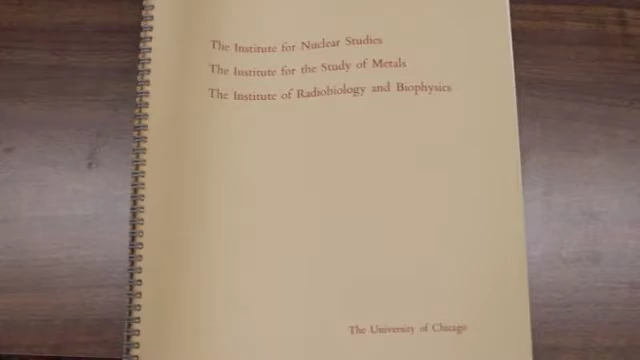 The Institute for Nuclear Studies
The Institute for the Study of Metals
The Institute of Radiobiology and Biophysics
The University of Chicago